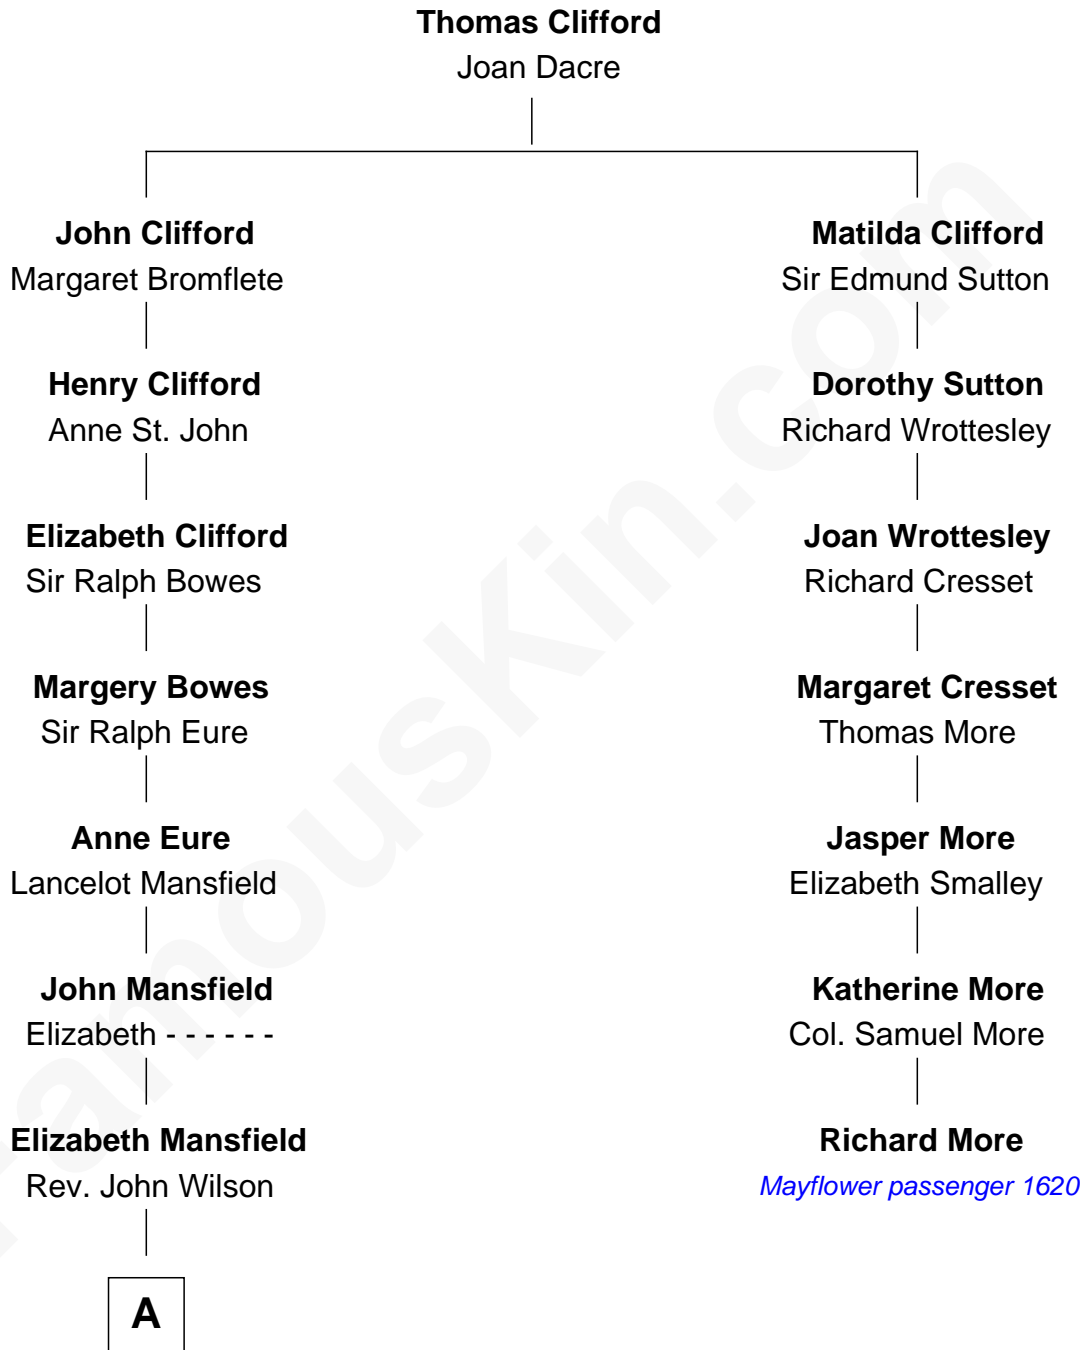 Thomas Clifford
Joan Dacre
John Clifford
Margaret Bromflete
Matilda Clifford
Sir Edmund Sutton
Henry Clifford
Anne St. John
Dorothy Sutton
Richard Wrottesley
Elizabeth Clifford
Sir Ralph Bowes
Joan Wrottesley
Richard Cresset
Margery Bowes
Sir Ralph Eure
Margaret Cresset
Thomas More
Anne Eure
Lancelot Mansfield
Jasper More
Elizabeth Smalley
John Mansfield
Elizabeth - - - - - -
Katherine More
Col. Samuel More
Elizabeth Mansfield
Rev. John Wilson
Richard More
Mayflower passenger 1620
A
FamousKin.com